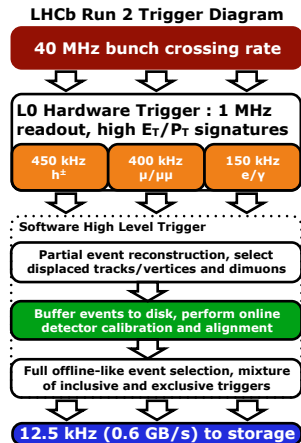 LHCb Run 2 Trigger Diagram
40 MHz bunch crossing rate
L0 Hardware Trigger : 1 MHz
readout, high E_T/P_T signatures
450 kHz
h±
400 kHz
μ/μμ
150 kHz
e/γ
Software High Level Trigger
Partial event reconstruction, select
displaced tracks/vertices and dimuons
Buffer events to disk, perform online
detector calibration and alignment
Full offline-like event selection, mixture
of inclusive and exclusive triggers
12.5 kHz (0.6 GB/s) to storage